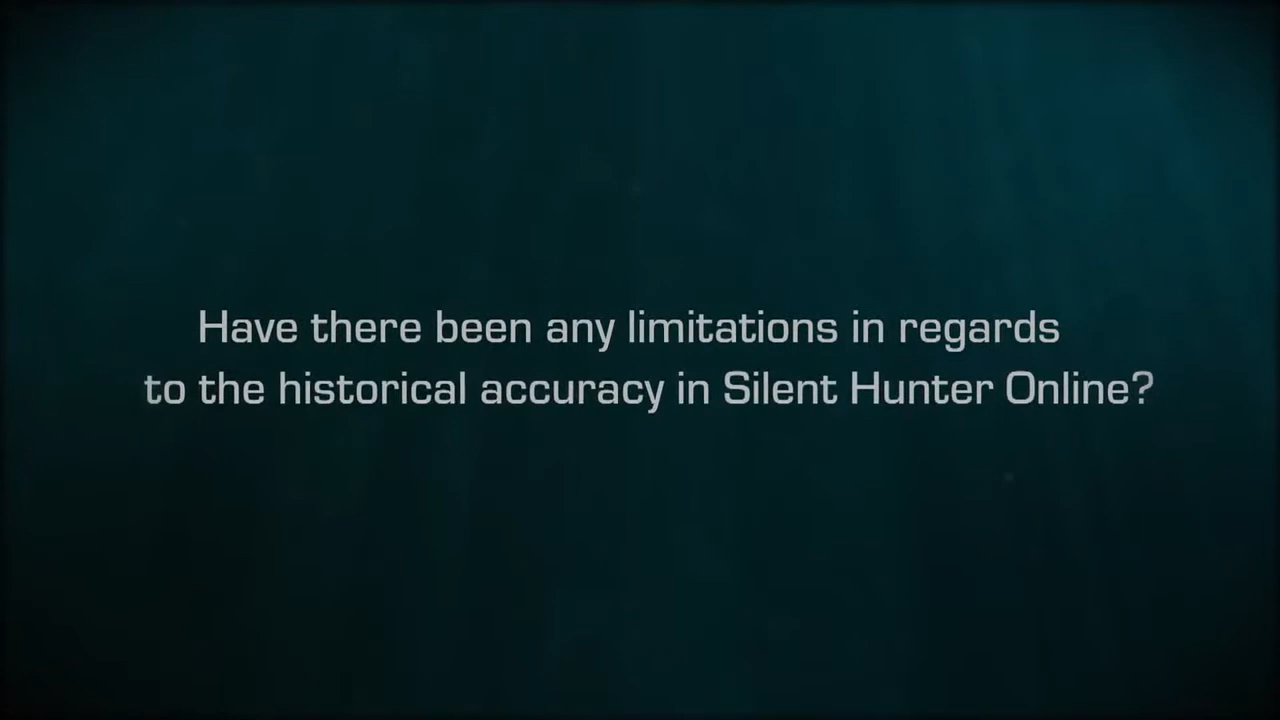 Have there been any limitations in regards
to the historical accuracy in Silent Hunter Online?